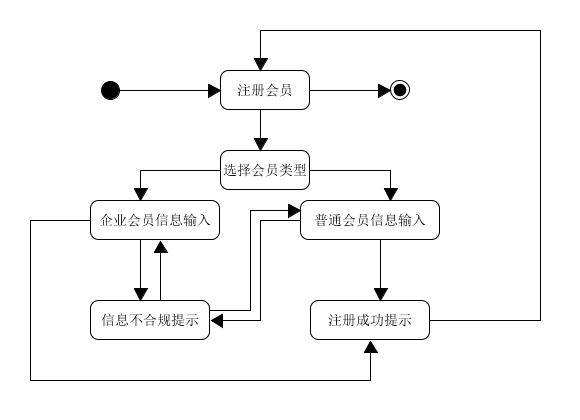 注册会员
选择会员类型
企业会员信息输入
普通会员信息输入
信息不合规提示
注册成功提示